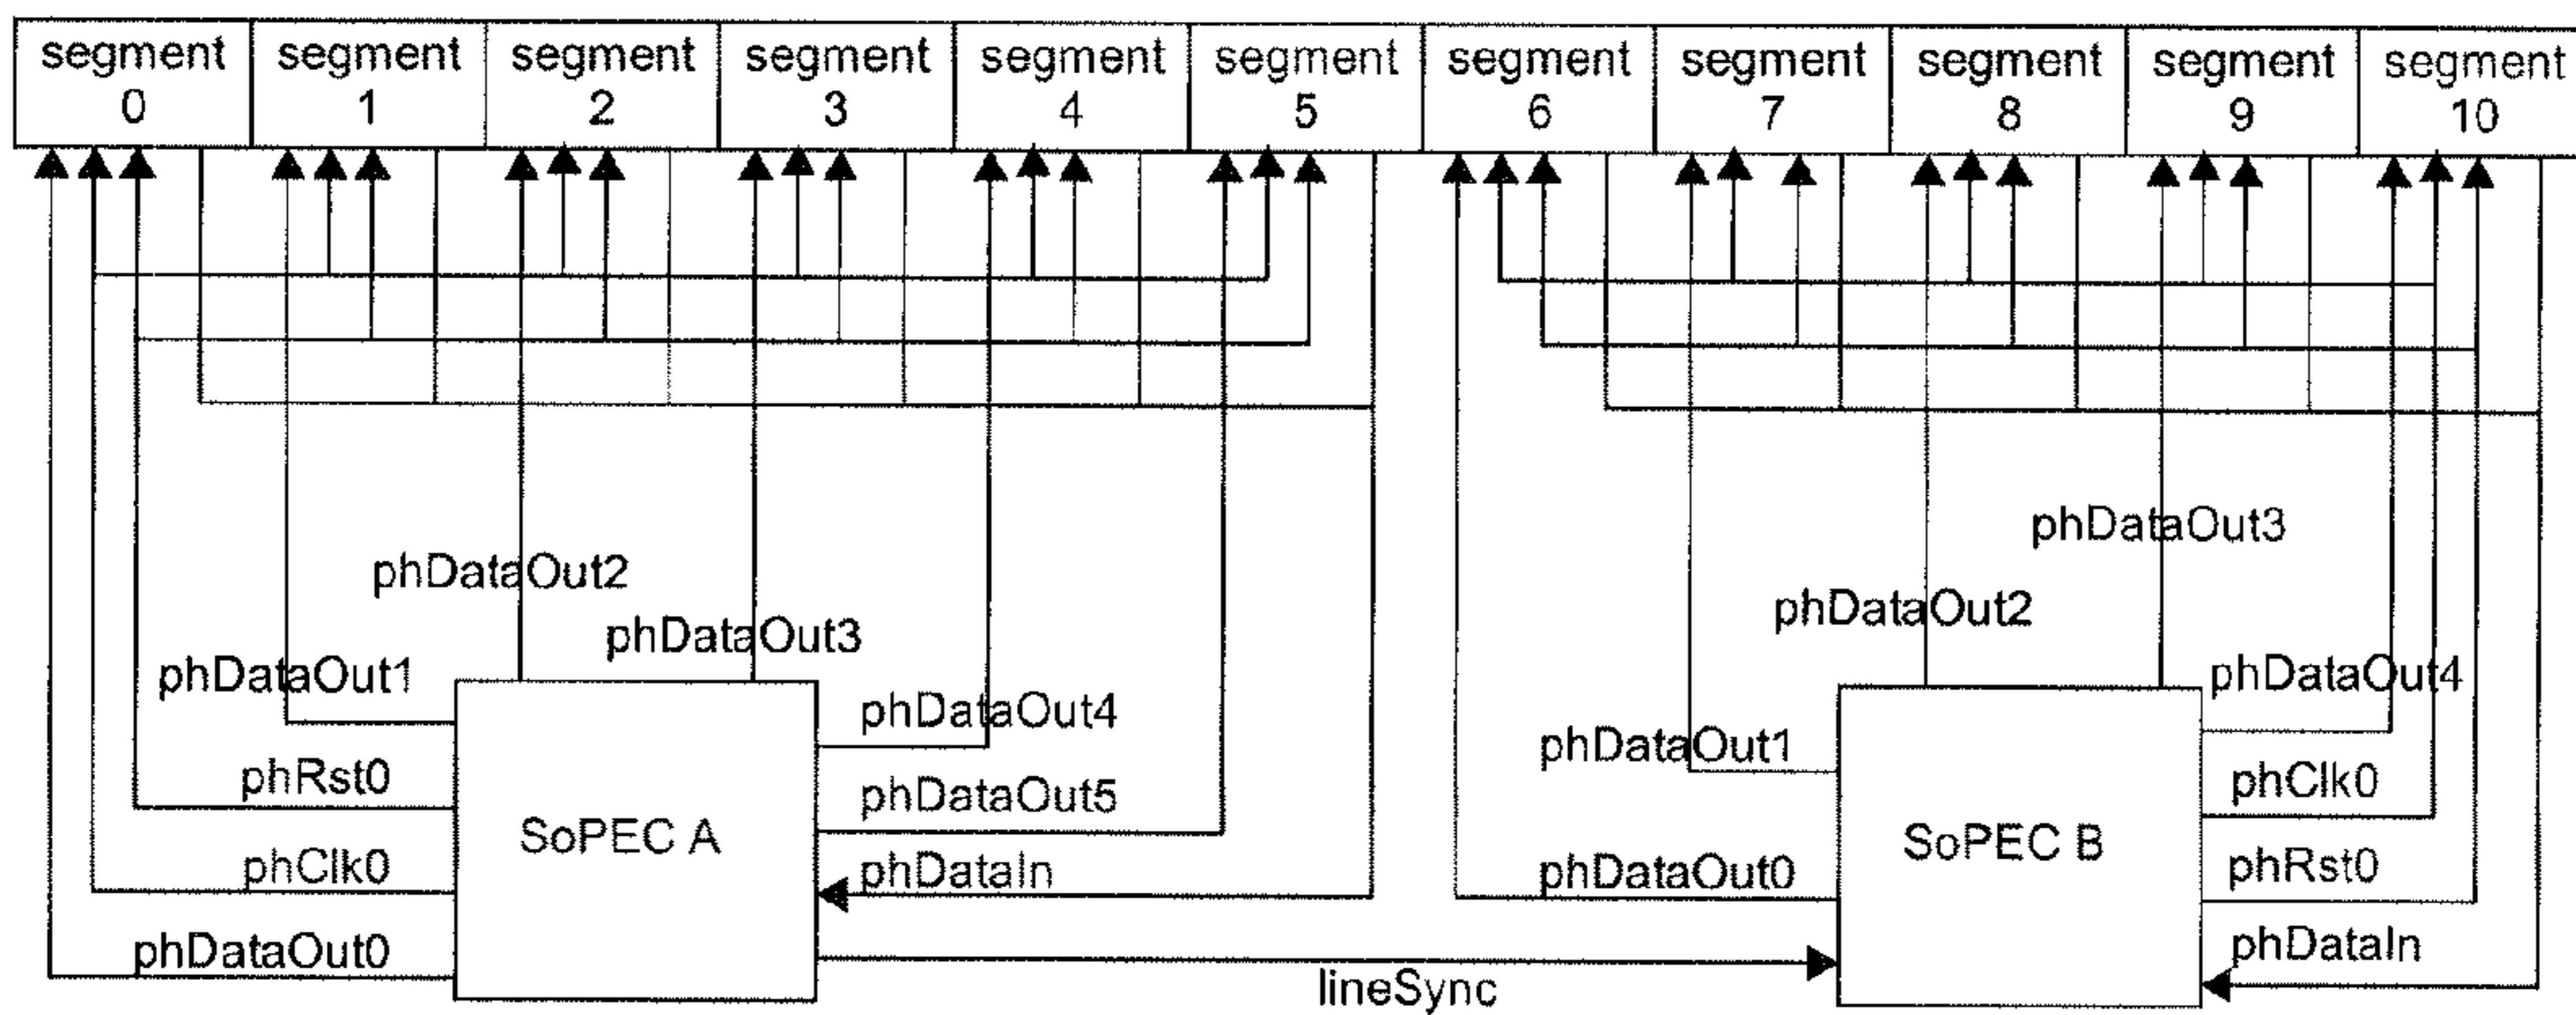 segment 0
segment 1
segment 2
segment 3
segment 4
segment 5
segment 6
segment 7
segment 8
segment 9
segment 10
phDataOut2
phDataOut3
phDataOut1
phDataOut4
phRst0
phDataOut5
SoPEC A
phClk0
phDataIn
phDataOut0
lineSync
phDataOut3
phDataOut2
phDataOut4
phDataOut1
phClk0
SoPEC B
phDataOut0
phRst0
phDataIn